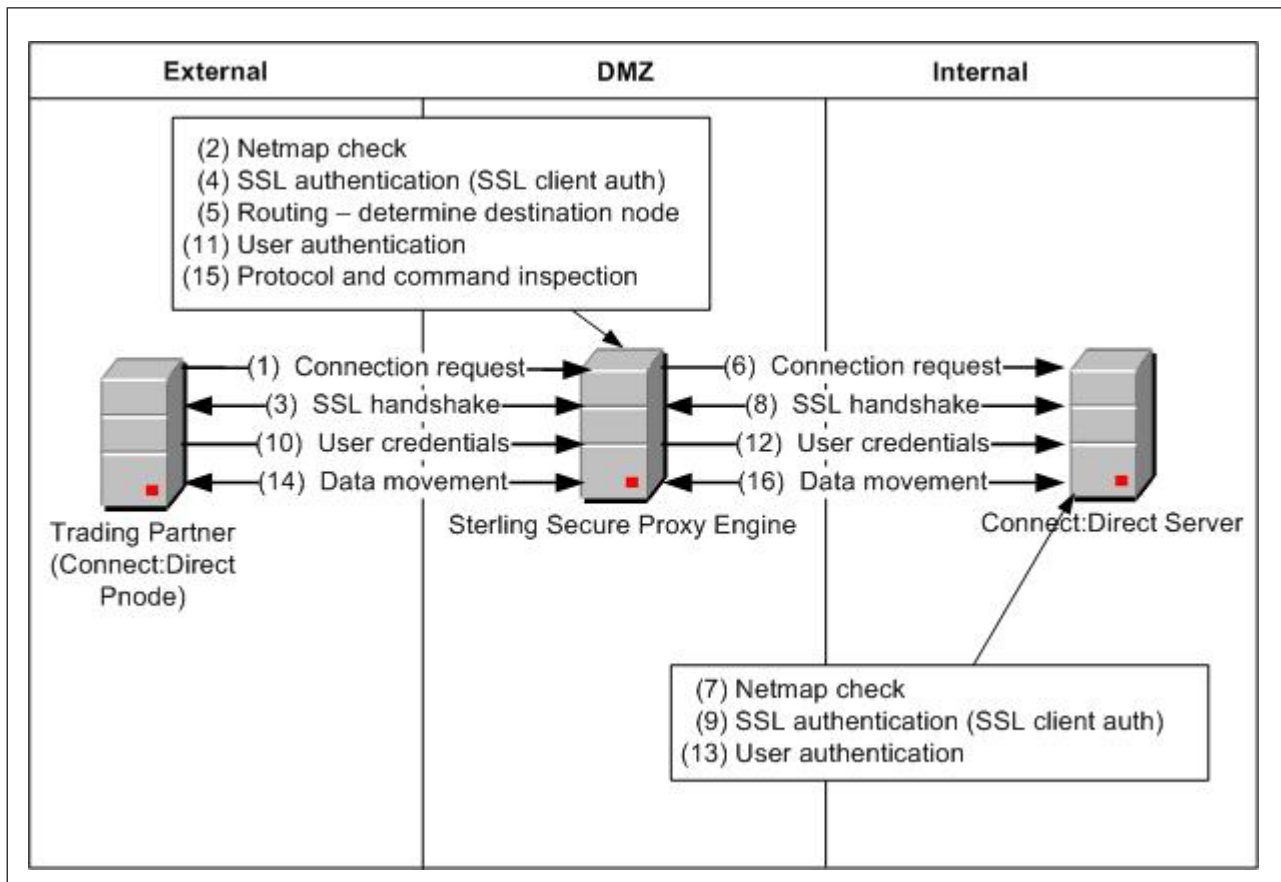 External
DMZ
Internal
(2) Netmap check
(4) SSL authentication (SSL client auth)
(5) Routing – determine destination node
(11) User authentication
(15) Protocol and command inspection
(1) Connection request
(6) Connection request
(3) SSL handshake
(8) SSL handshake
(10) User credentials
(12) User credentials
(14) Data movement
(16) Data movement
Trading Partner
(Connect:Direct
Pnode)
Sterling Secure Proxy Engine
Connect:Direct Server
(7) Netmap check
(9) SSL authentication (SSL client auth)
(13) User authentication